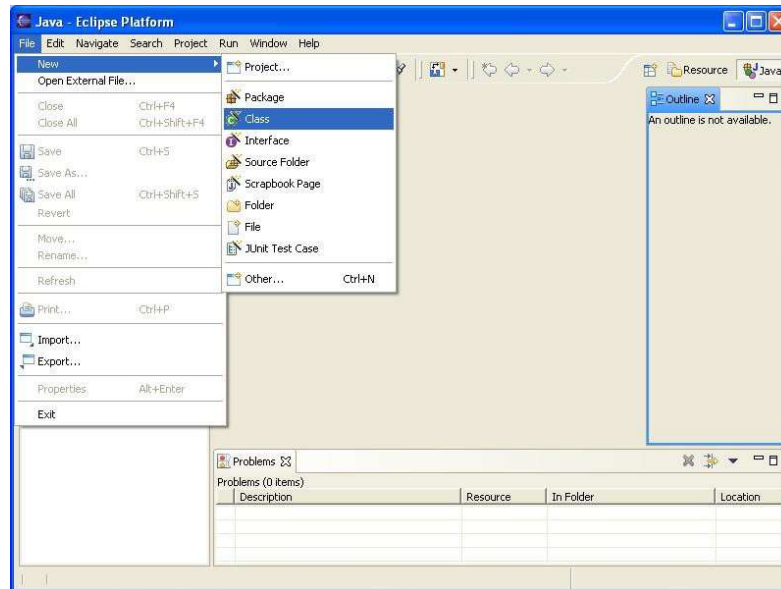 Java - Eclipse Platform
File Edit Navigate Search Project Run Window Help
New
Open External File...
Close Ctrl+F4
Close All Ctrl+Shift+F4
Save Ctrl+S
Save As...
Save All Ctrl+Shift+S
Revert
Move...
Rename...
Refresh
Print... Ctrl+P
Import...
Export...
Properties Alt+Enter
Exit
Project...
Package
Class
Interface
Source Folder
Scrapbook Page
Folder
File
JUnit Test Case
Other... Ctrl+N
Resource Java
Outline
An outline is not available.
Problems
Problems (0 items)
Description Resource In Folder Location